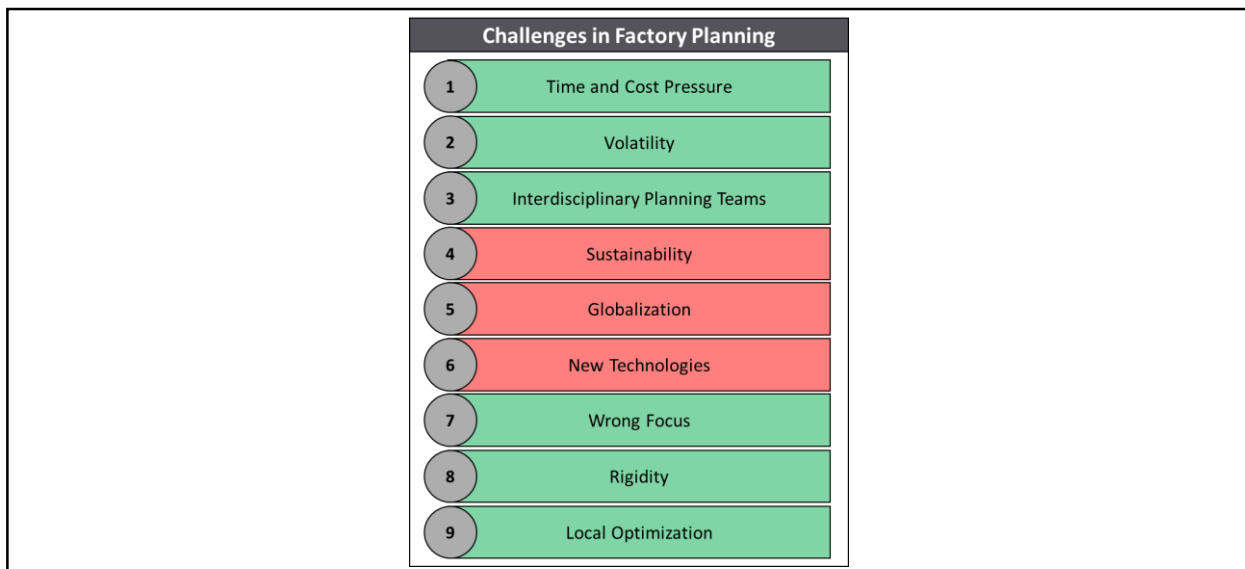 Challenges in Factory Planning
1 Time and Cost Pressure
2 Volatility
3 Interdisciplinary Planning Teams
4 Sustainability
5 Globalization
6 New Technologies
7 Wrong Focus
8 Rigidity
9 Local Optimization